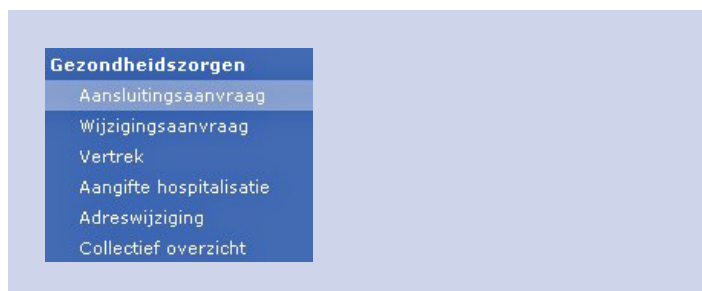 Gezondheidszorgen
Aansluitingsaanvraag
Wijzigingsaanvraag
Vertrek
Aangifte hospitalisatie
Adreswijziging
Collectief overzicht